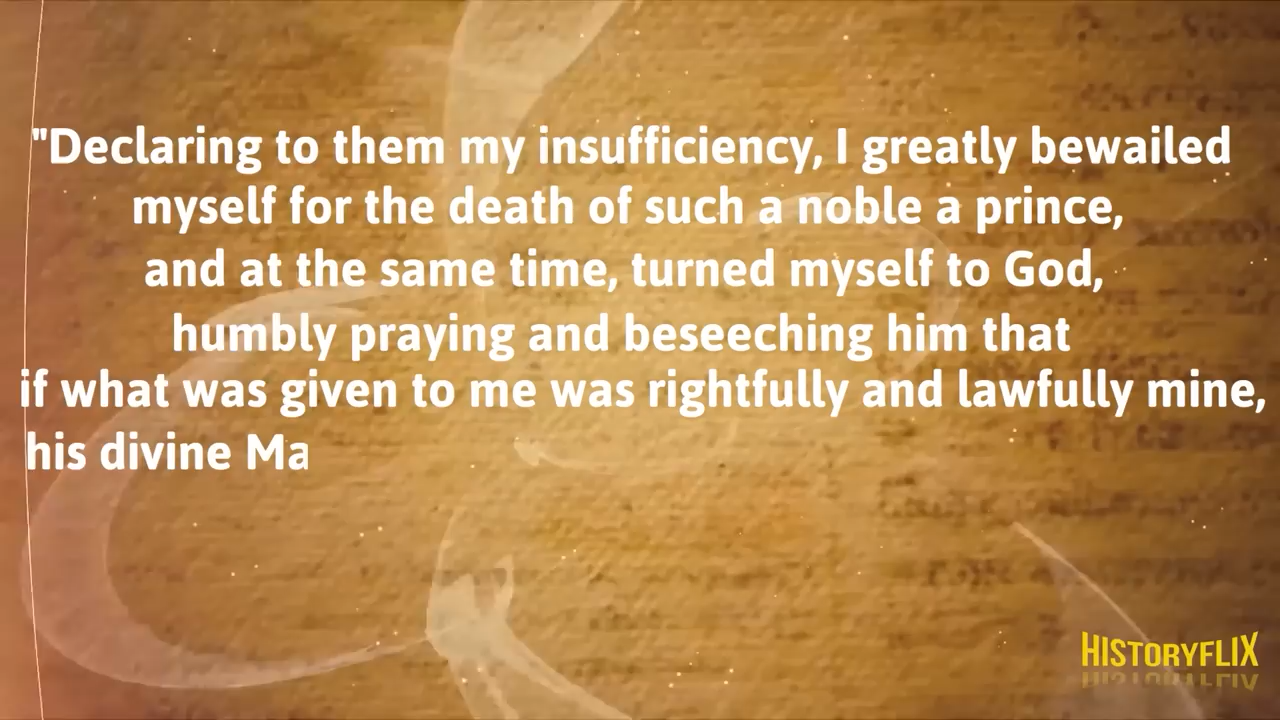 "Declaring to them my insufficiency, I greatly bewailed
myself for the death of such a noble a prince,
and at the same time, turned myself to God,
humbly praying and beseeching him that
if what was given to me was rightfully and lawfully mine,
his divine Ma
HISTORYFLIX